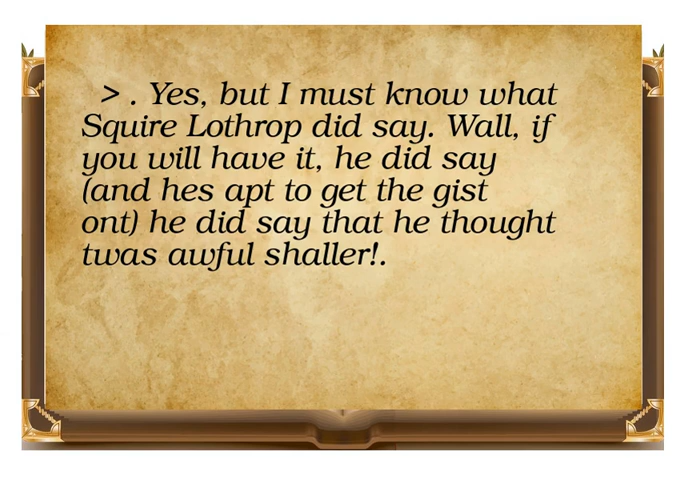 > . Yes, but I must know what
Squire Lothrop did say. Wall, if
you will have it, he did say
(and hes apt to get the gist
ont) he did say that he thought
twas awful shaller!.